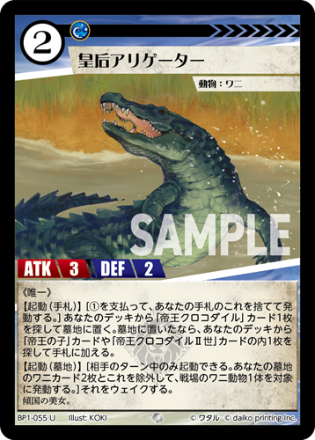 2
皇后アリゲーター
動物：ワニ
SAMPLE
ATK 3 DEF 2
《唯一》
【起動（手札）】[①を支払って、あなたの手札のこれを捨てて発
動する。]あなたのデッキから「帝王クロコダイル」カード1枚
を探して墓地に置く。墓地に置いたなら、あなたのデッキから
「帝王の子」カードや「帝王クロコダイルⅡ世」カードの内1枚を
探して手札に加える。
【起動】[相手のターン中のみ起動できる。あなたの墓地
のワニカード2枚とこれを除外して、戦場のワニ動物1体を対象
に発動する。]それをウェイクする。
傾国の美女。
BP1-055 U Illust: KOKI © ワタル © daiko printing Inc.